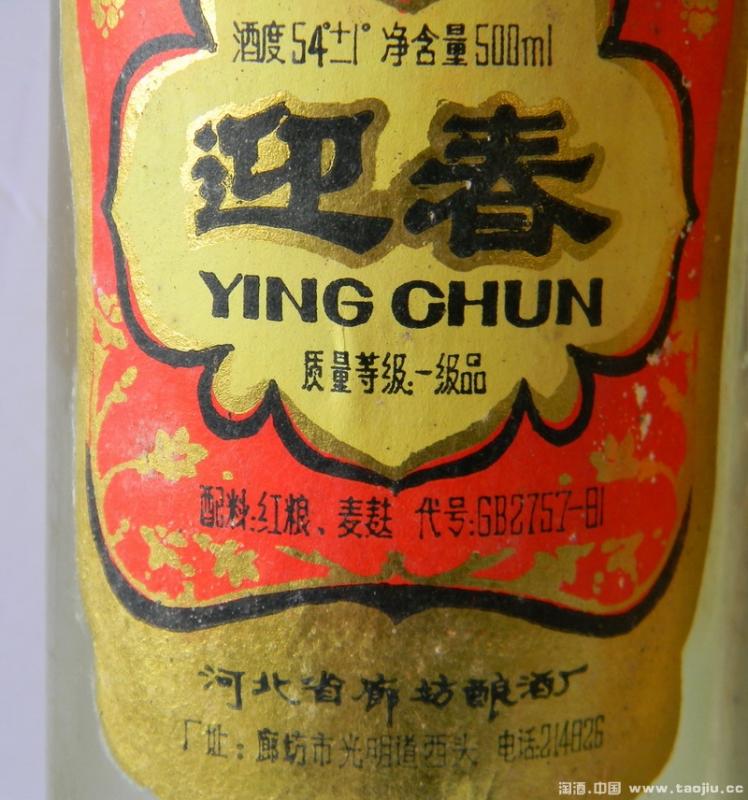 酒度54°±1° 净含量500ml
迎春
YING CHUN
质量等级:一级品
配料:红粮、麦麸 代号:GB2757-81
河北省廊坊酿酒厂
厂址:廊坊市光明道西头 电话:214826
淘酒.中国 www.taojiu.cc